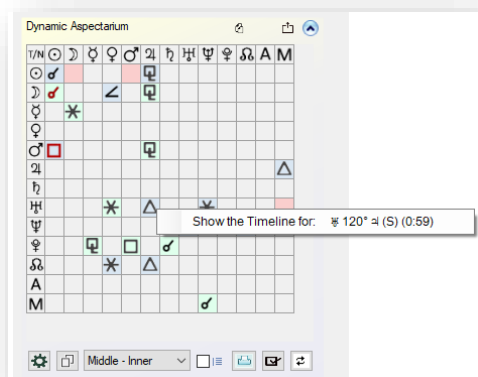 Dynamic Aspectarium
T/N ☉ ☽ ☿ ♀ ♂ ♃ ♄ ♅ ♆ ♇ ☊ A M
☉ ☌ ⚼
☽ ☌ ∠ ⚼
☿ ⚹
♀
♂ □ ⚼
♃ △
♄
♅ ⚹ △ ⚹
Show the Timeline for: ♅ 120° ♃ (S) (0:59)
♆
♇ ⚼ □ ☌
☊ ⚹ △
A
M ☌
Middle - Inner